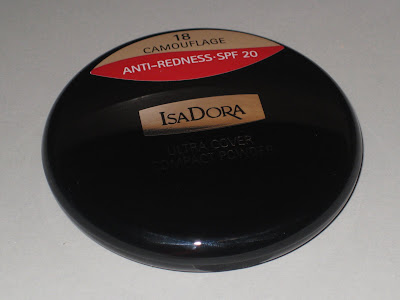 18
CAMOUFLAGE
ANTI-REDNESS·SPF 20
ISADORA
ULTRA COVER
COMPACT POWDER